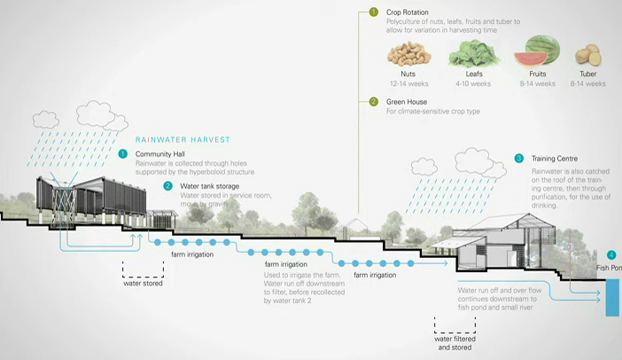 1 Crop Rotation
Polyculture of nuts, leafs, fruits and tuber to
allow for variation in harvesting time
Nuts
12-14 weeks
Leafs
4-10 weeks
Fruits
8-14 weeks
Tuber
6-14 weeks
2 Green House
For climate-sensitive crop type
RAINWATER HARVEST
1 Community Hall
Rainwater is collected through holes
supported by the hyperboloid structure
2 Water tank storage
Water stored in service room,
move by gravity
3 Training Centre
Rainwater is also catched
on the roof of the train
ing centre, then through
purification, for the use of
drinking.
4
Fish Pon
farm irrigation
farm irrigation
farm irrigation
Used to irrigate the farm.
Water run off downstream
to filter, before recollected
by water tank 2
water stored
Water run off and over flow
continues downstream to
fish pond and small river
water filtered
and stored